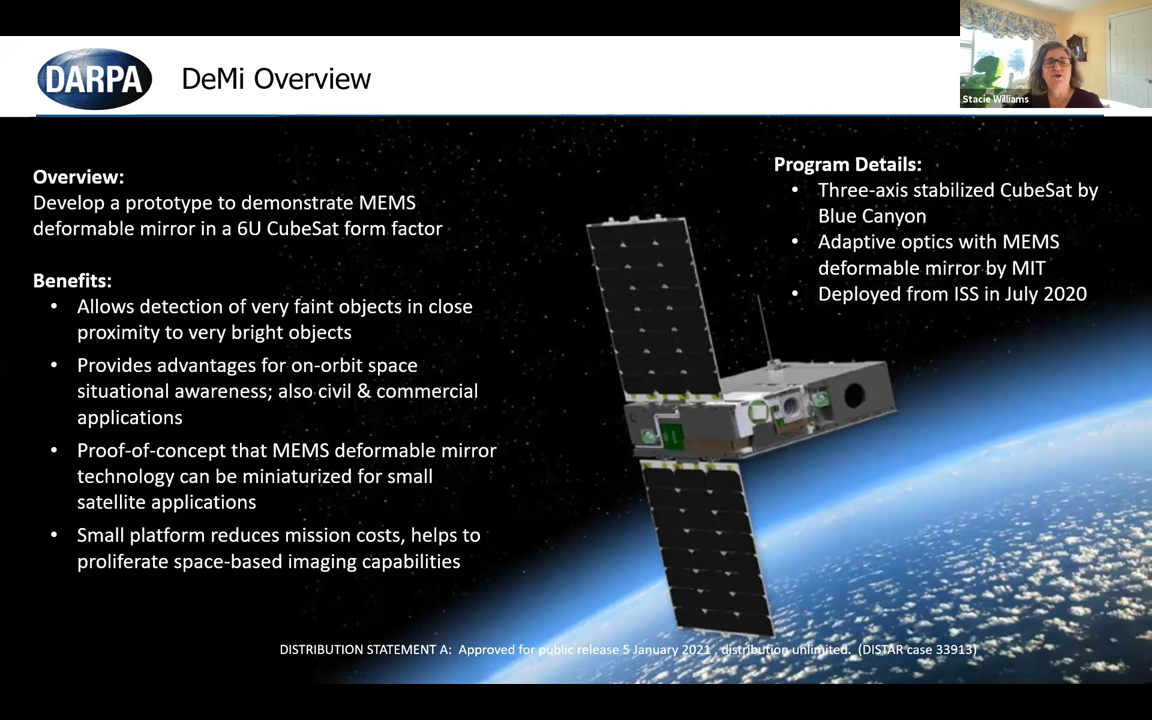 DARPA
DeMi Overview
Stacie Williams
Overview:
Develop a prototype to demonstrate MEMS
deformable mirror in a 6U CubeSat form factor
Benefits:
• Allows detection of very faint objects in close
proximity to very bright objects
• Provides advantages for on-orbit space
situational awareness; also civil & commercial
applications
• Proof-of-concept that MEMS deformable mirror
technology can be miniaturized for small
satellite applications
• Small platform reduces mission costs, helps to
proliferate space-based imaging capabilities
Program Details:
• Three-axis stabilized CubeSat by
Blue Canyon
• Adaptive optics with MEMS
deformable mirror by MIT
• Deployed from ISS in July 2020
DISTRIBUTION STATEMENT A: Approved for public release 5 January 2021 , distribution unlimited. (DISTAR case 33913)